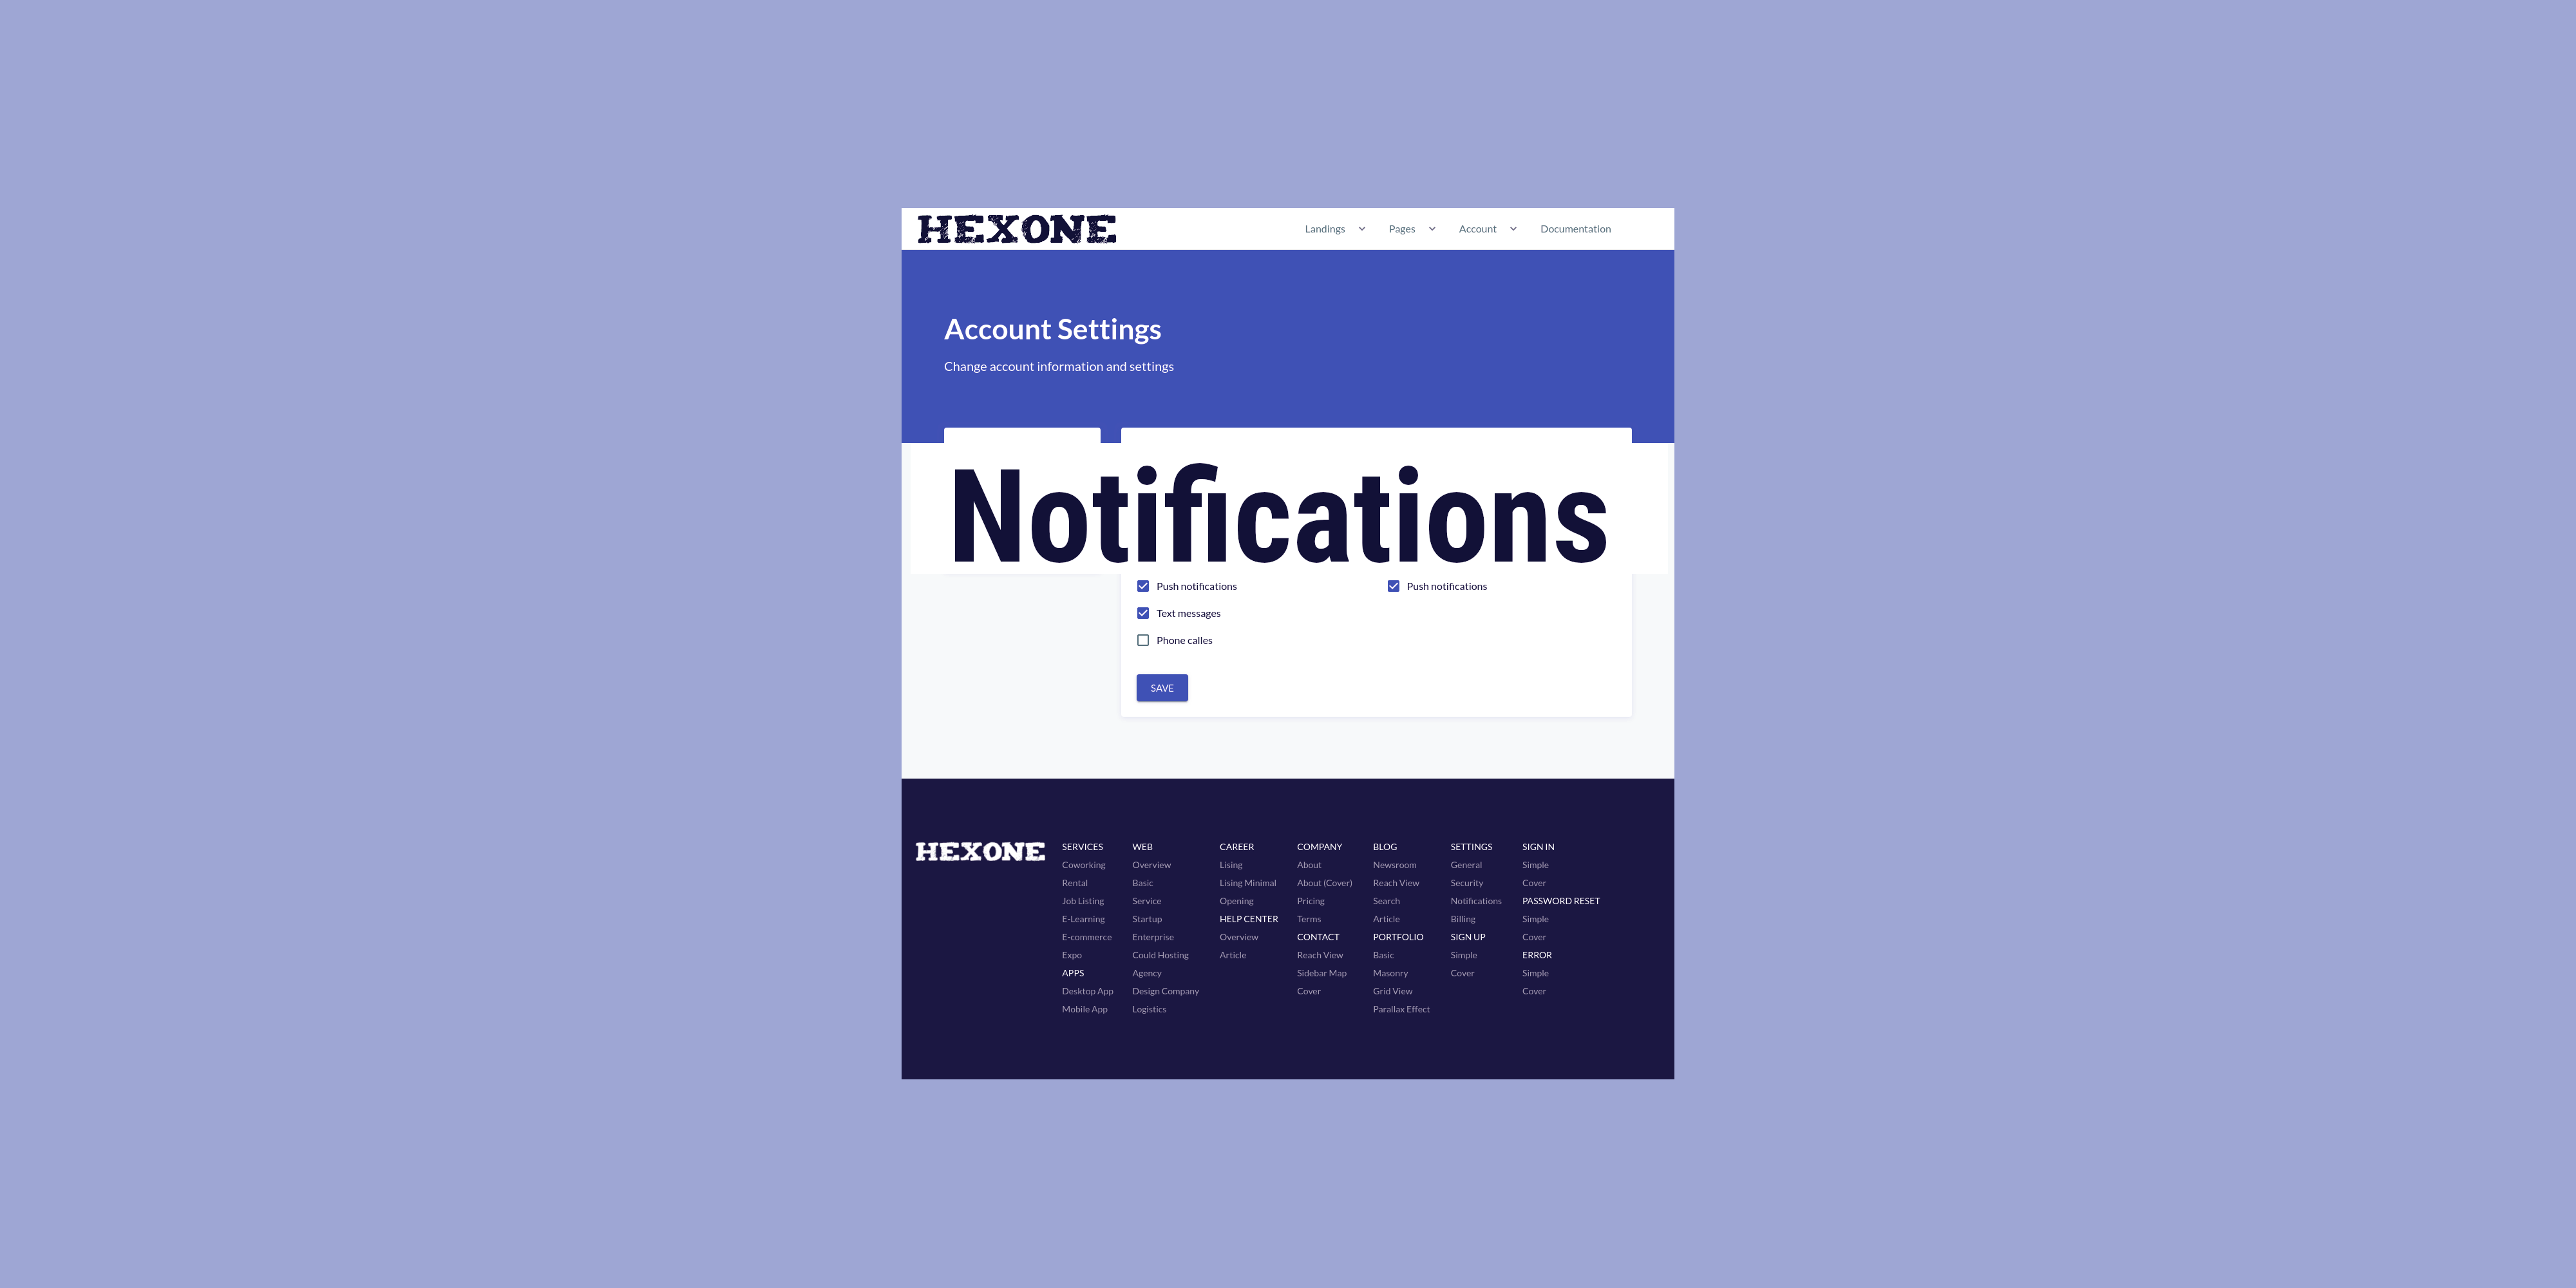 HEXONE
Landings Pages Account Documentation
Account Settings
Change account information and settings
Notifications
Push notifications Push notifications
Text messages
Phone calles
SAVE
HEXONE
SERVICES
Coworking
Rental
Job Listing
E-Learning
E-commerce
Expo
APPS
Desktop App
Mobile App
WEB
Overview
Basic
Service
Startup
Enterprise
Could Hosting
Agency
Design Company
Logistics
CAREER
Lising
Lising Minimal
Opening
HELP CENTER
Overview
Article
COMPANY
About
About (Cover)
Pricing
Terms
CONTACT
Reach View
Sidebar Map
Cover
BLOG
Newsroom
Reach View
Search
Article
PORTFOLIO
Basic
Masonry
Grid View
Parallax Effect
SETTINGS
General
Security
Notifications
Billing
SIGN UP
Simple
Cover
SIGN IN
Simple
Cover
PASSWORD RESET
Simple
Cover
ERROR
Simple
Cover